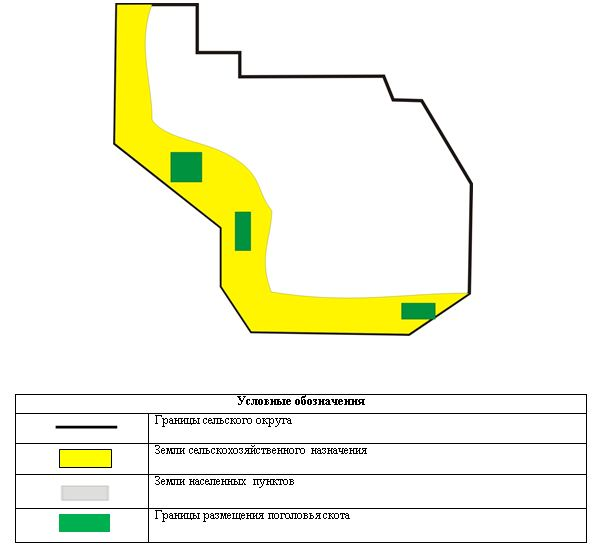 Условные обозначения
Границы сельского округа
Земли сельскохозяйственного назначения
Земли населенных пунктов
Границы размещения поголовья скота